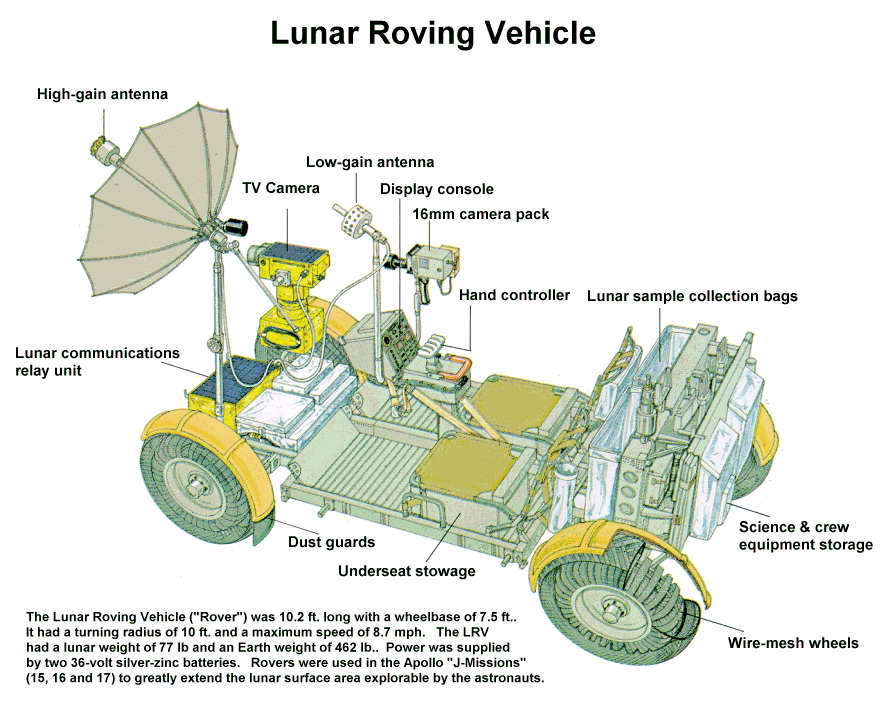 Lunar Roving Vehicle
High-gain antenna
Low-gain antenna
TV Camera
Display console
16mm camera pack
Hand controller
Lunar sample collection bags
Lunar communications
relay unit
Science & crew
equipment storage
Dust guards
Underseat stowage
Wire-mesh wheels
The Lunar Roving Vehicle ("Rover") was 10.2 ft. long with a wheelbase of 7.5 ft..
It had a turning radius of 10 ft. and a maximum speed of 8.7 mph. The LRV
had a lunar weight of 77 lb and an Earth weight of 462 lb.. Power was supplied
by two 36-volt silver-zinc batteries. Rovers were used in the Apollo "J-Missions"
(15, 16 and 17) to greatly extend the lunar surface area explorable by the astronauts.